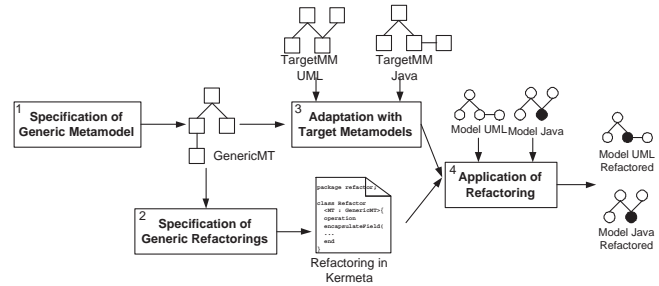 TargetMM
UML
TargetMM
Java
1
Specification of
Generic Metamodel
GenericMT
3
Adaptation with
Target Metamodels
Model UML
Model Java
4
Application of
Refactoring
Model UML
Refactored
Model Java
Refactored
2
Specification of
Generic Refactorings
package refactor;
class Refactor
<MT : GenericMT>{
operation
encapsulateField(
...
end
}
Refactoring in
Kermeta